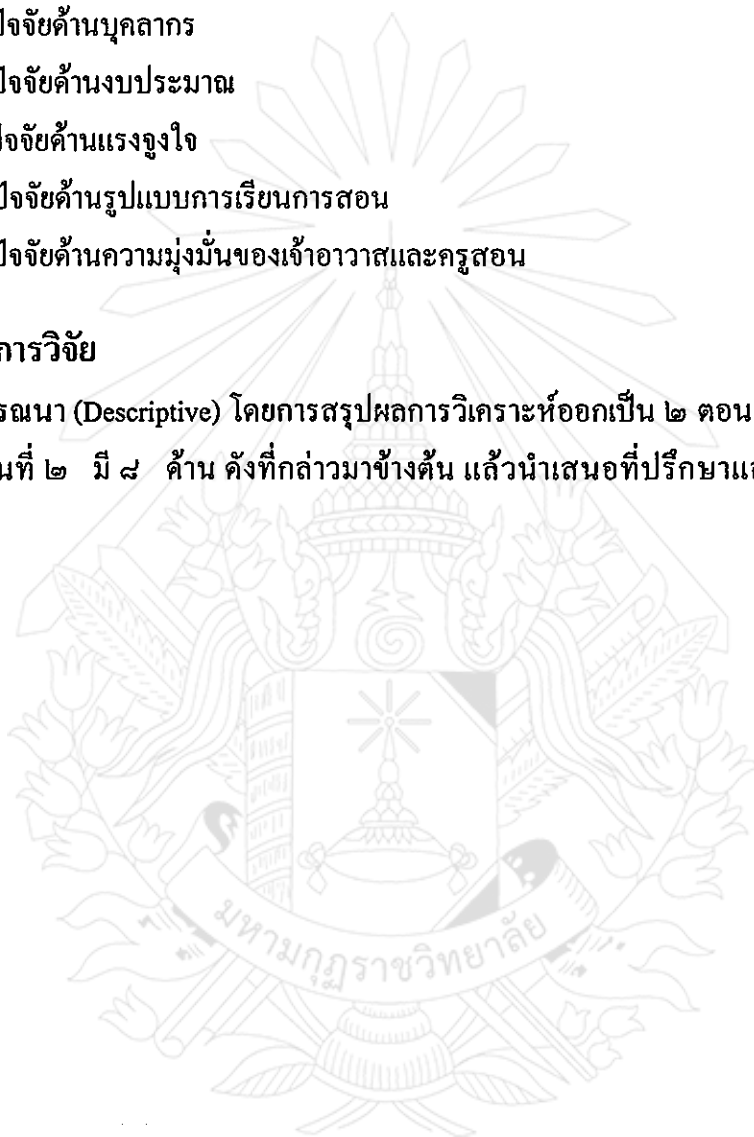 ปัจจัยด้านบุคลากร
ปัจจัยด้านงบประมาณ
ปัจจัยด้านแรงจูงใจ
ปัจจัยด้านรูปแบบการเรียนการสอน
ปัจจัยด้านความมุ่งมั่นของเจ้าอาวาสและครูสอน
การวิจัย
รณนา (Descriptive) โดยการสรุปผลการวิเคราะห์ออกเป็น ๒ ตอน
นที่ ๒ มี ๘ ด้าน ดังที่กล่าวมาข้างต้น แล้วนำเสนอที่ปรึกษาแ
มหามกุฏราชวิทยาลัย